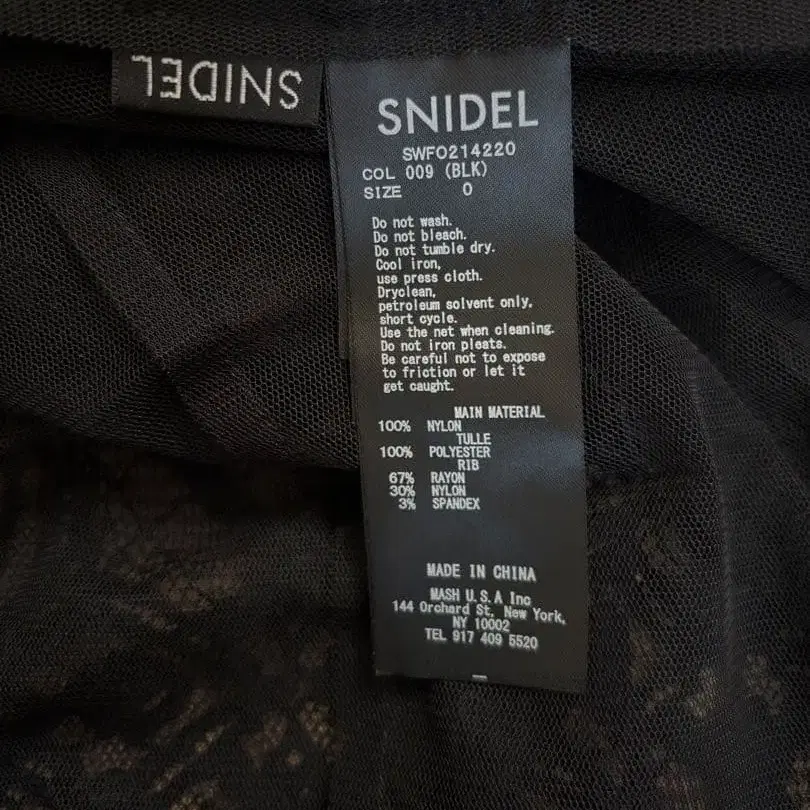 SNIDEL
SNIDEL
SWFO214220
COL 009 (BLK)
SIZE 0
Do not wash.
Do not bleach.
Do not tumble dry.
Cool iron,
use press cloth.
Dryclean,
petroleum solvent only,
short cycle.
Use the net when cleaning.
Do not iron pleats.
Be careful not to expose
to friction or let it
get caught.
MAIN MATERIAL
100% NYLON
TULLE
100% POLYESTER
RIB
67% RAYON
30% NYLON
3% SPANDEX
MADE IN CHINA
MASH U.S.A Inc
144 Orchard St, New York,
NY 10002
TEL 917 409 5520